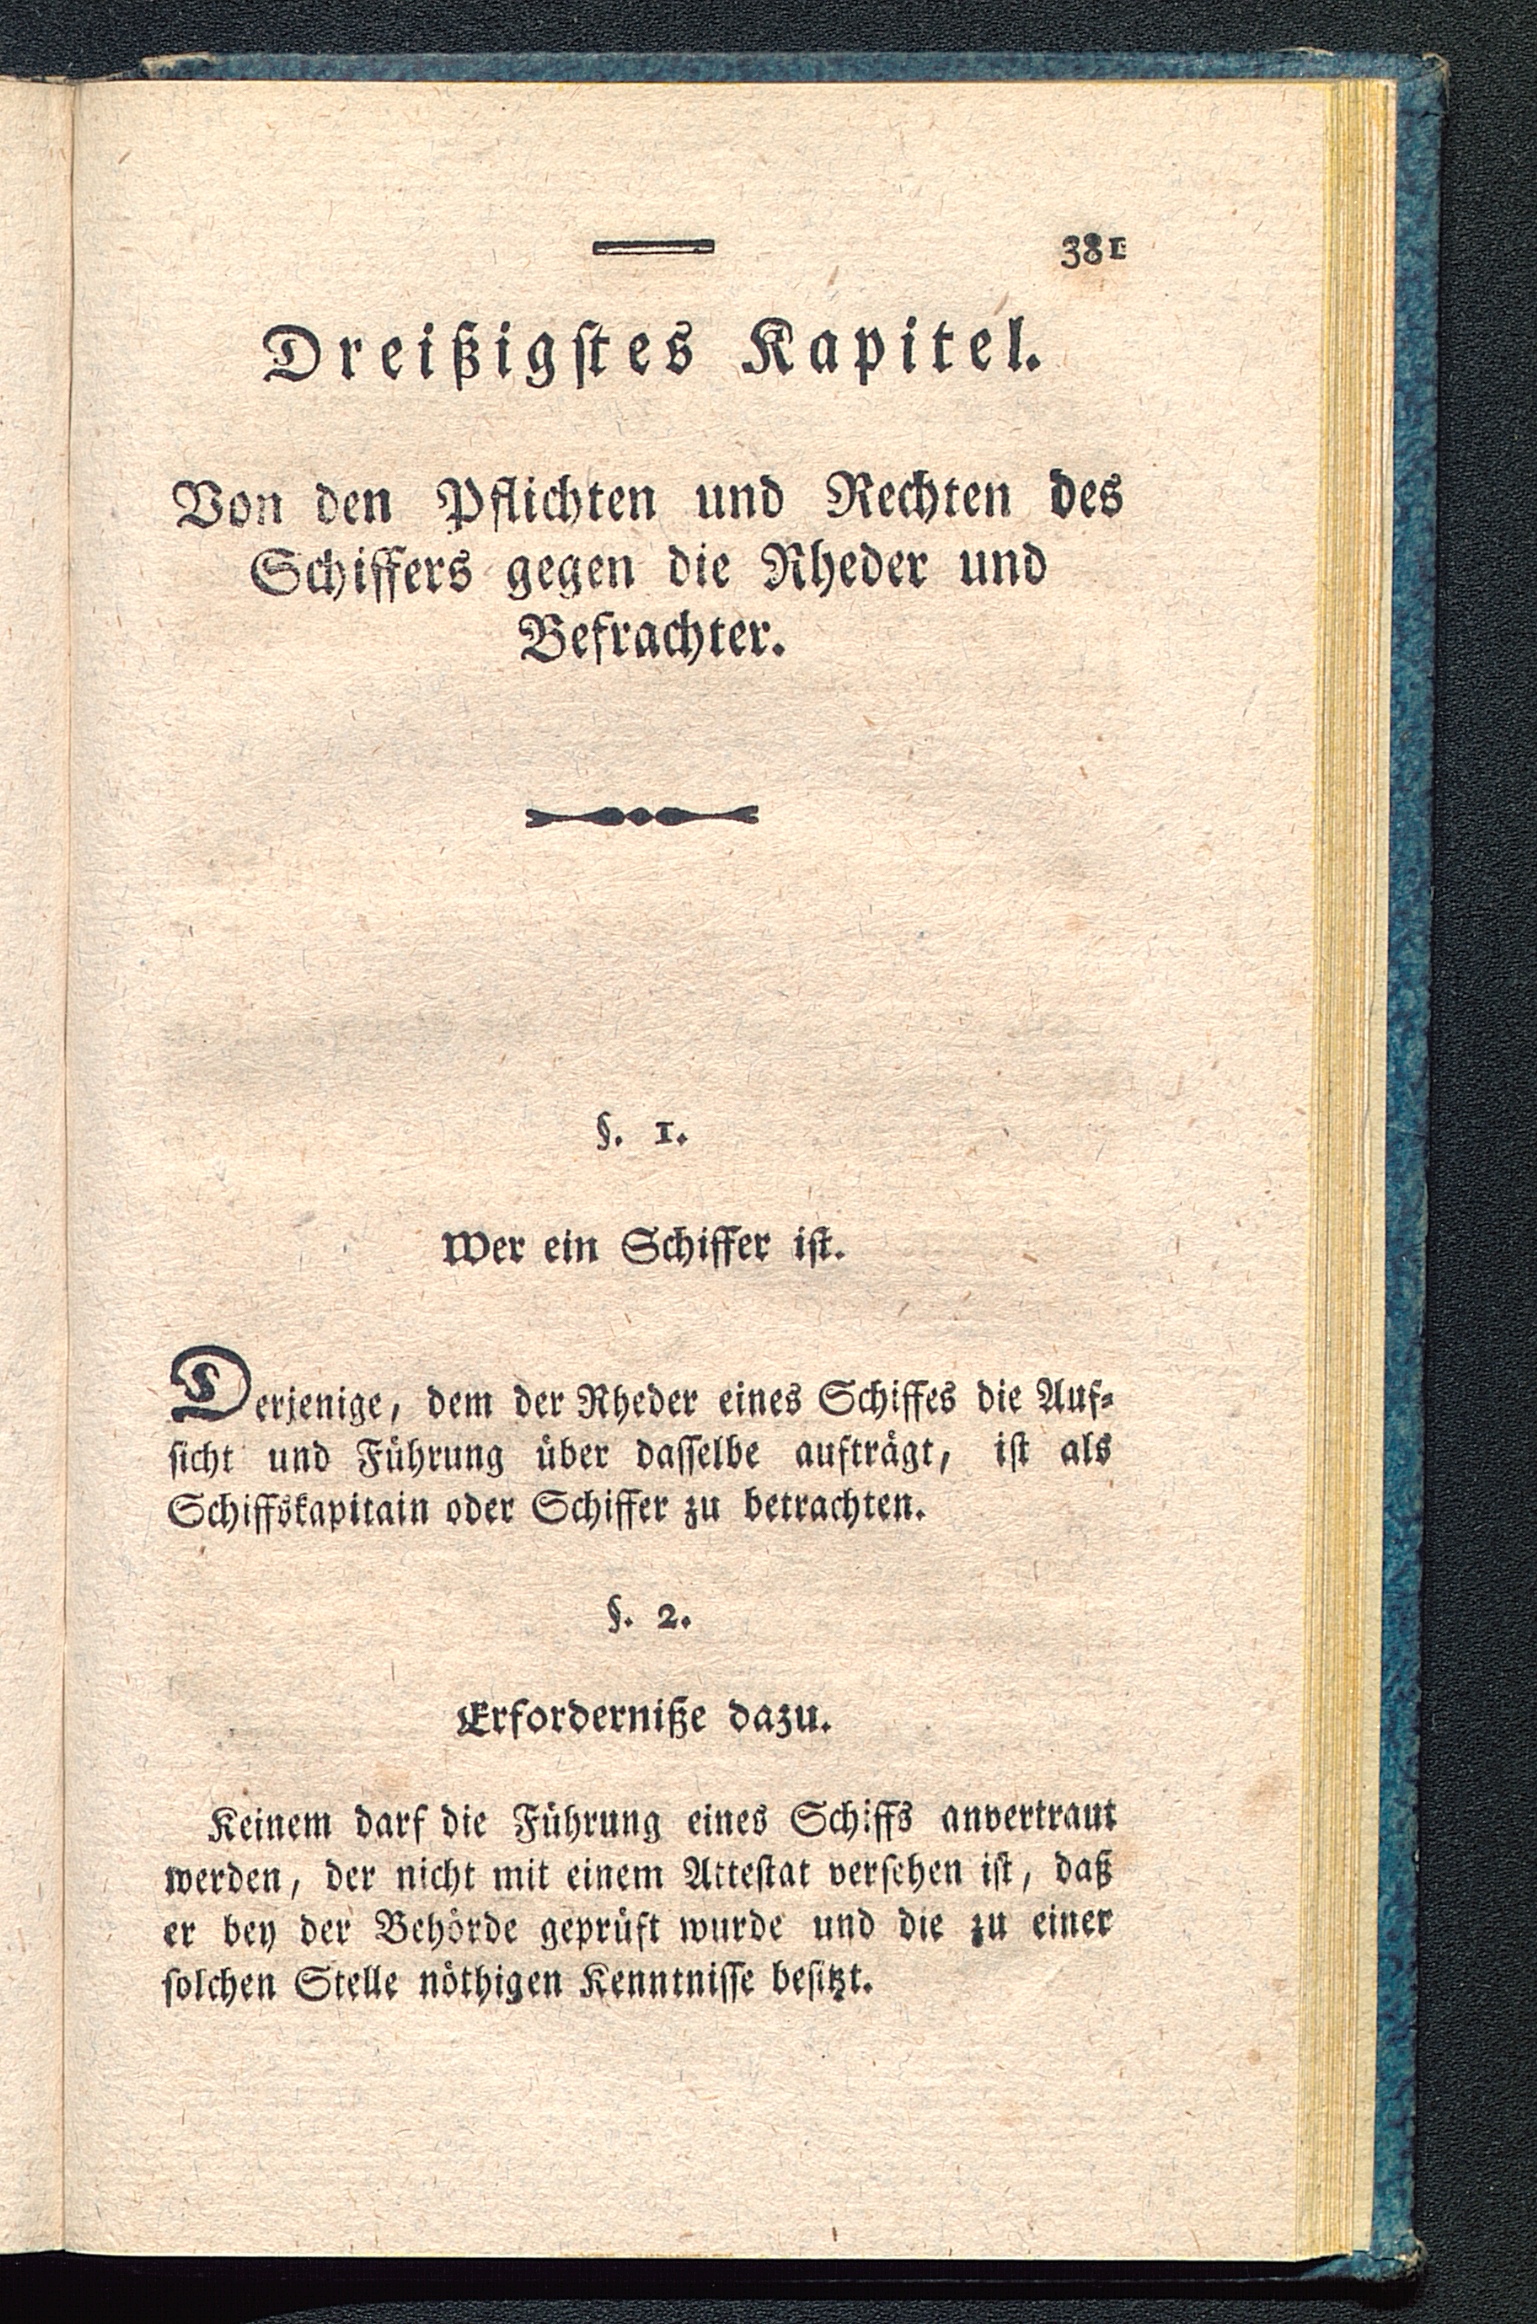 381
Dreißigstes Kapitel.
Von den Pflichten und Rechten des
Schiffers gegen die Rheder und
Befrachter.
§. 1.
Wer ein Schiffer ist.
Derjenige, dem der Rheder eines Schiffes die Auf-
sicht und Führung über dasselbe aufträgt, ist als
Schiffskapitain oder Schiffer zu betrachten.
§. 2.
Erforderniße dazu.
Keinem darf die Führung eines Schiffs anvertraut
werden, der nicht mit einem Attestat versehen ist, daß
er bey der Behörde geprüft wurde und die zu einer
solchen Stelle nöthigen Kenntnisse besitzt.